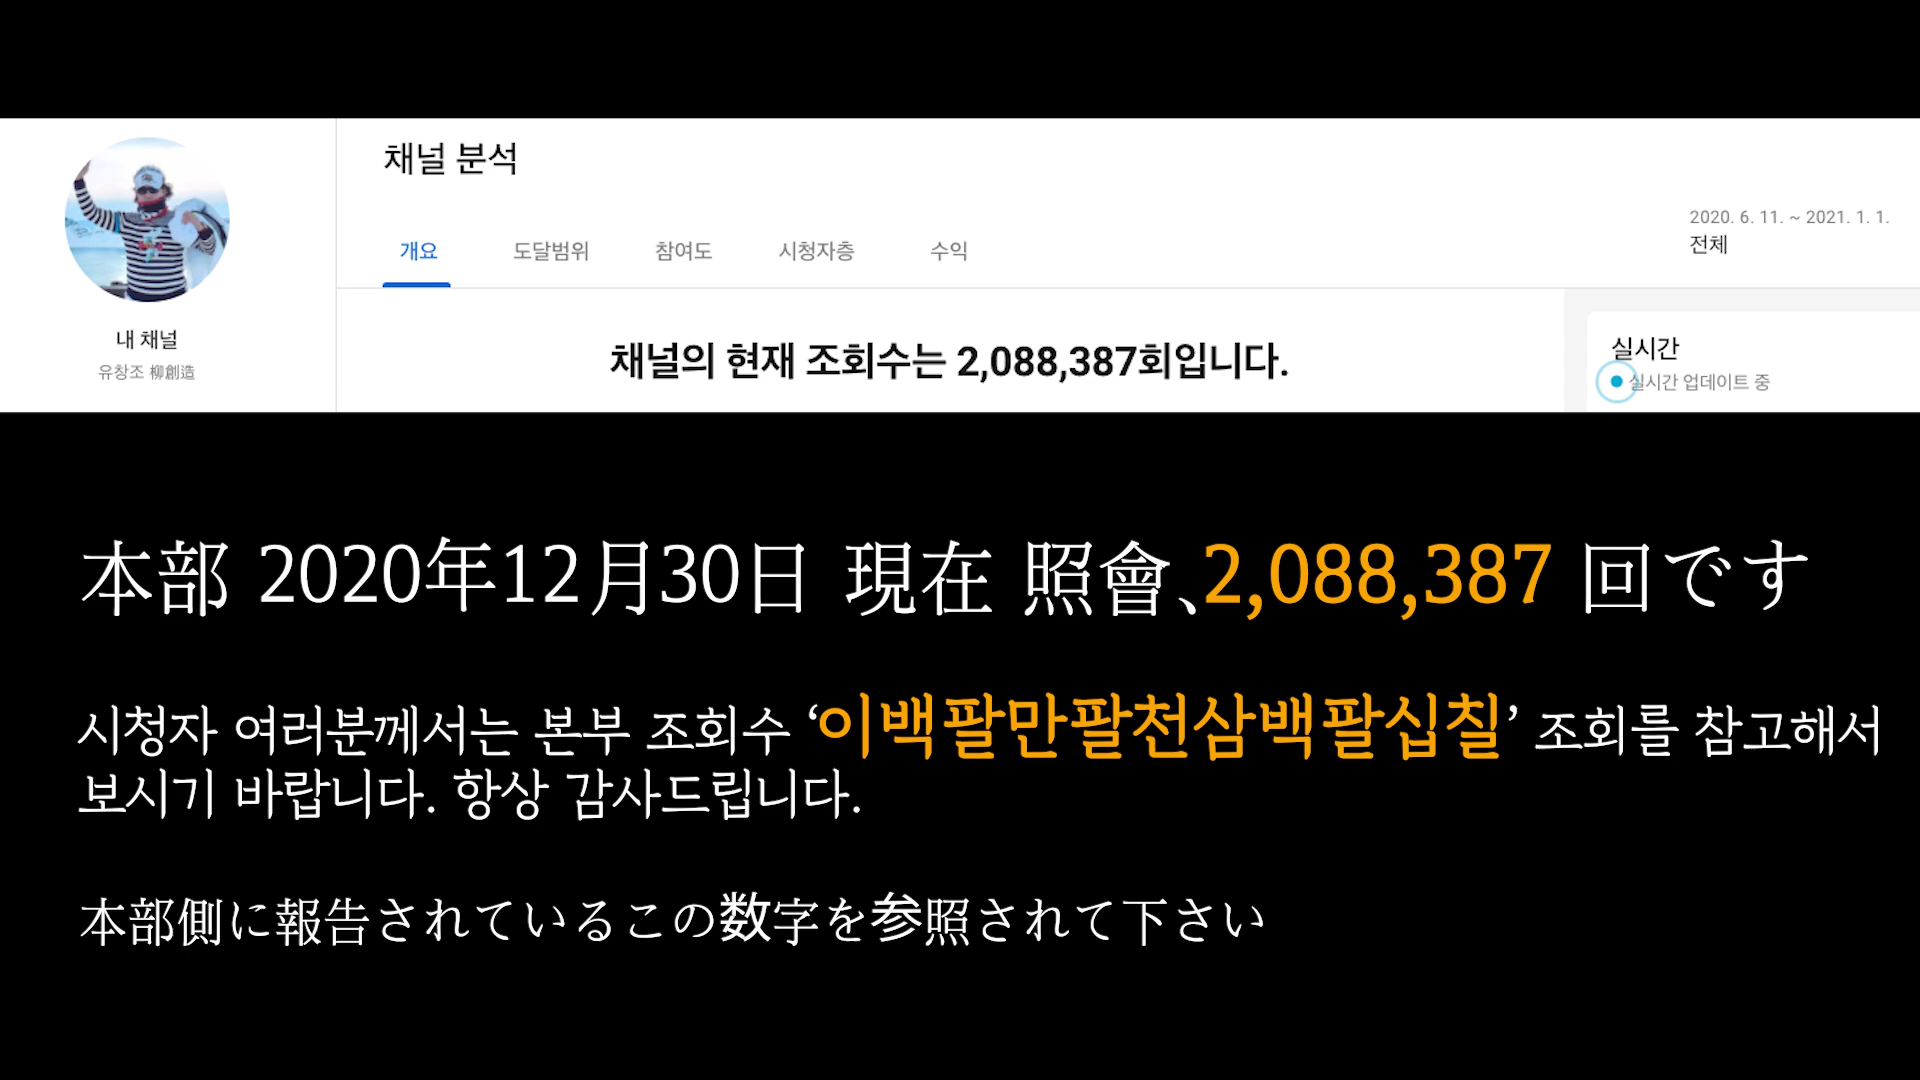 채널 분석
2020. 6. 11. ~ 2021. 1. 1.
전체
개요 도달범위 참여도 시청자층 수익
내 채널
유창조 柳創造
채널의 현재 조회수는 2,088,387회입니다.
실시간
실시간 업데이트 중
本部 2020年12月30日 現在 照會、2,088,387 回です
시청자 여러분께서는 본부 조회수 ‘이백팔만팔천삼백팔십칠’ 조회를 참고해서
보시기 바랍니다. 항상 감사드립니다.
本部側に報告されているこの数字を参照されて下さい